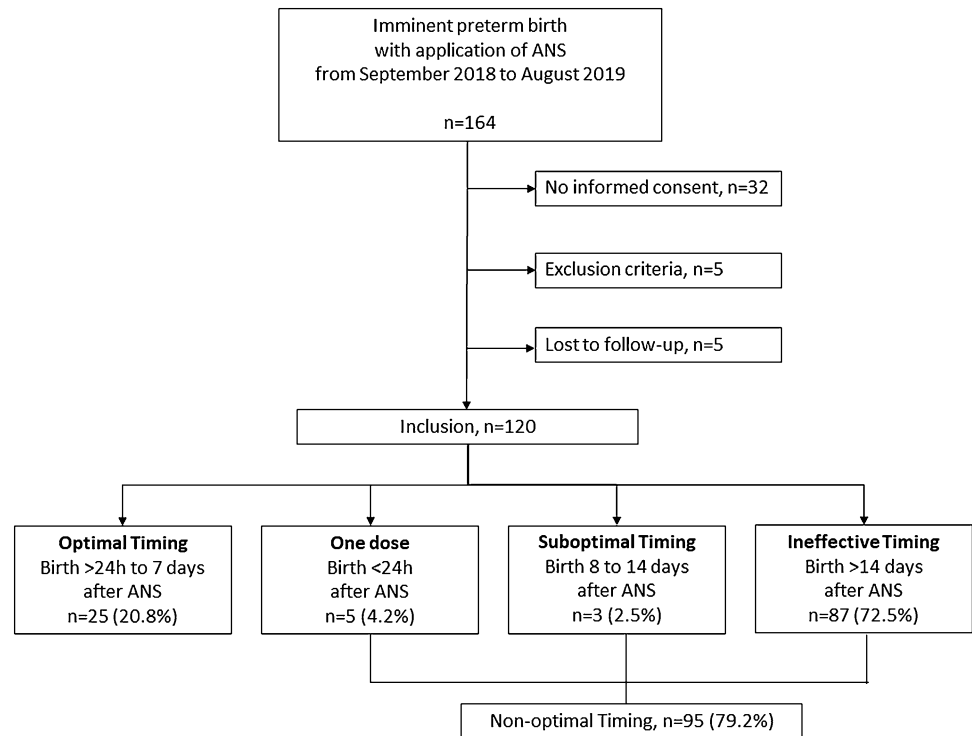 Imminent preterm birth
with application of ANS
from September 2018 to August 2019
n=164
No informed consent, n=32
Exclusion criteria, n=5
Lost to follow-up, n=5
Inclusion, n=120
Optimal Timing
Birth >24h to 7 days
after ANS
n=25 (20.8%)
One dose
Birth <24h
after ANS
n=5 (4.2%)
Suboptimal Timing
Birth 8 to 14 days
after ANS
n=3 (2.5%)
Ineffective Timing
Birth >14 days
after ANS
n=87 (72.5%)
Non-optimal Timing, n=95 (79.2%)